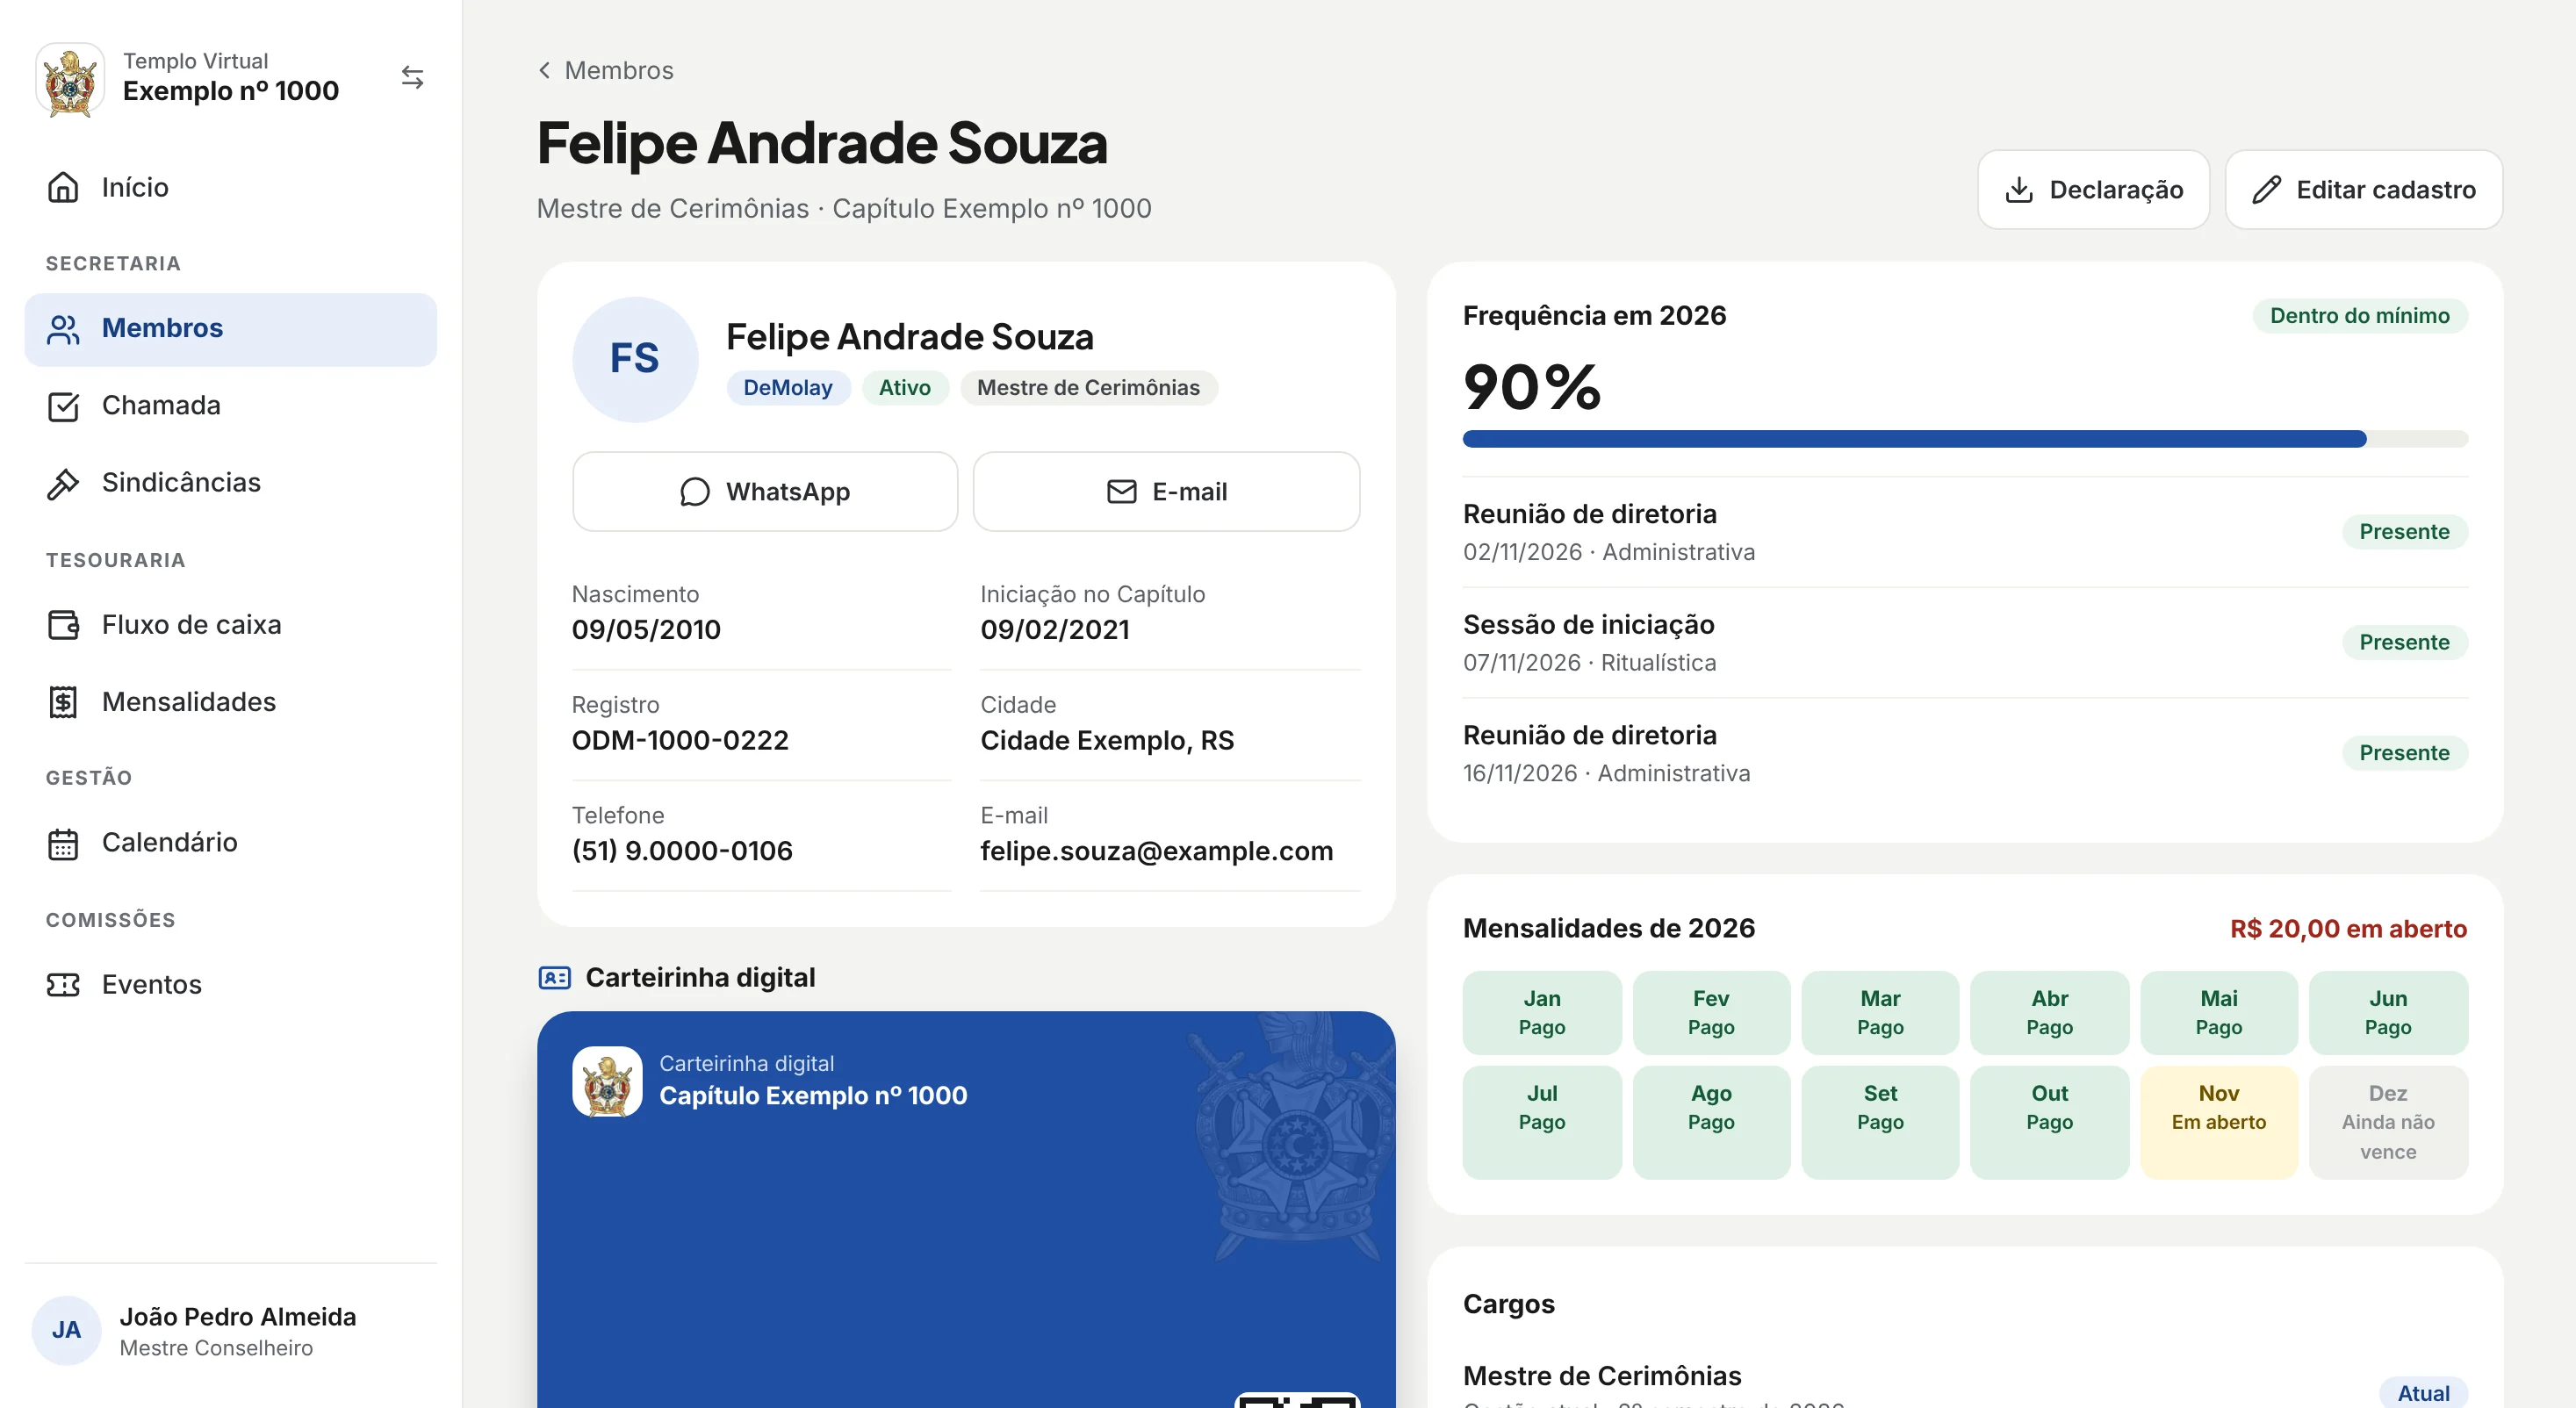 Templo Virtual
Exemplo nº 1000
Início
SECRETARIA
Membros
Chamada
Sindicâncias
TESOURARIA
Fluxo de caixa
Mensalidades
GESTÃO
Calendário
COMISSÕES
Eventos
JA
João Pedro Almeida
Mestre Conselheiro
Membros
Felipe Andrade Souza
Mestre de Cerimônias · Capítulo Exemplo nº 1000
Declaração
Editar cadastro
FS
Felipe Andrade Souza
DeMolay Ativo Mestre de Cerimônias
WhatsApp E-mail
Nascimento
09/05/2010
Iniciação no Capítulo
09/02/2021
Registro
ODM-1000-0222
Cidade
Cidade Exemplo, RS
Telefone
(51) 9.0000-0106
E-mail
felipe.souza@example.com
Carteirinha digital
Carteirinha digital
Capítulo Exemplo nº 1000
Frequência em 2026
Dentro do mínimo
90%
Reunião de diretoria
02/11/2026 · Administrativa
Presente
Sessão de iniciação
07/11/2026 · Ritualística
Presente
Reunião de diretoria
16/11/2026 · Administrativa
Presente
Mensalidades de 2026
R$ 20,00 em aberto
Jan
Pago
Fev
Pago
Mar
Pago
Abr
Pago
Mai
Pago
Jun
Pago
Jul
Pago
Ago
Pago
Set
Pago
Out
Pago
Nov
Em aberto
Dez
Ainda não
vence
Cargos
Mestre de Cerimônias
Atual